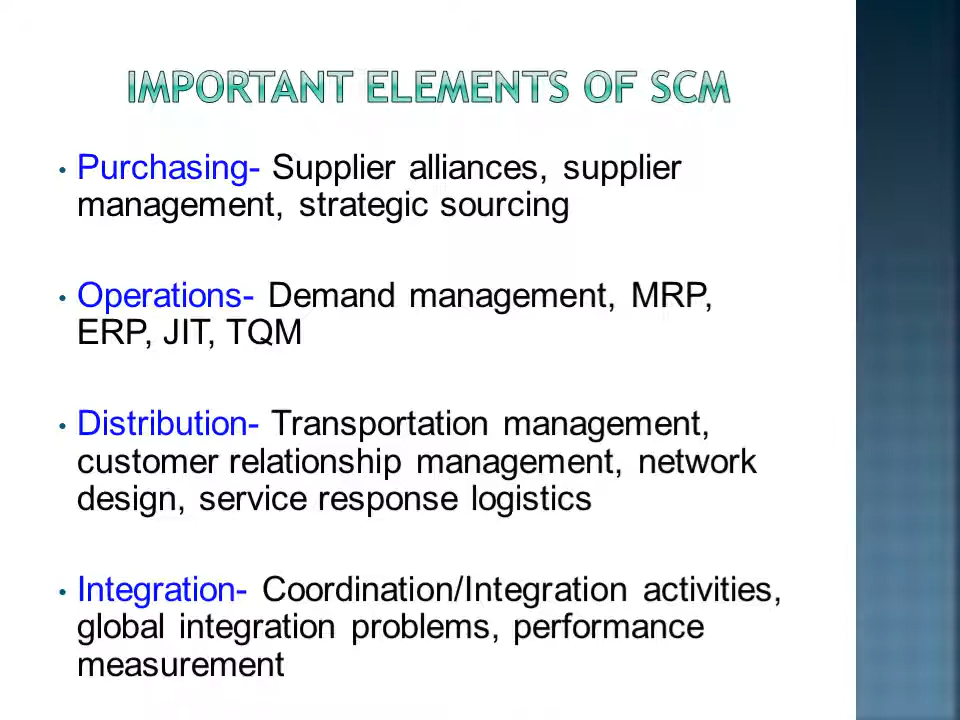 IMPORTANT ELEMENTS OF SCM
• Purchasing- Supplier alliances, supplier
management, strategic sourcing
• Operations- Demand management, MRP,
ERP, JIT, TQM
• Distribution- Transportation management,
customer relationship management, network
design, service response logistics
• Integration- Coordination/Integration activities,
global integration problems, performance
measurement